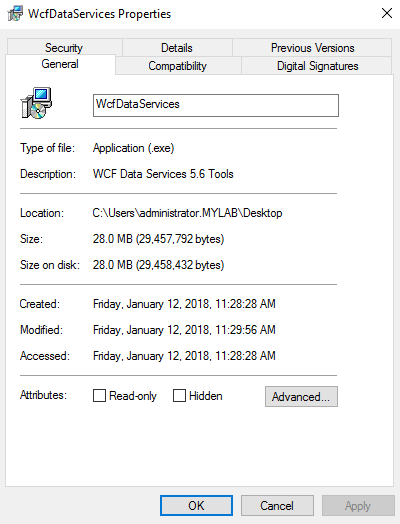 WcfDataServices Properties
Security Details Previous Versions
General Compatibility Digital Signatures
WcfDataServices
Type of file: Application (.exe)
Description: WCF Data Services 5.6 Tools
Location: C:\Users\administrator.MYLAB\Desktop
Size: 28.0 MB (29,457,792 bytes)
Size on disk: 28.0 MB (29,458,432 bytes)
Created: Friday, January 12, 2018, 11:28:28 AM
Modified: Friday, January 12, 2018, 11:29:56 AM
Accessed: Friday, January 12, 2018, 11:28:28 AM
Attributes: Read-only Hidden Advanced...
OK Cancel Apply